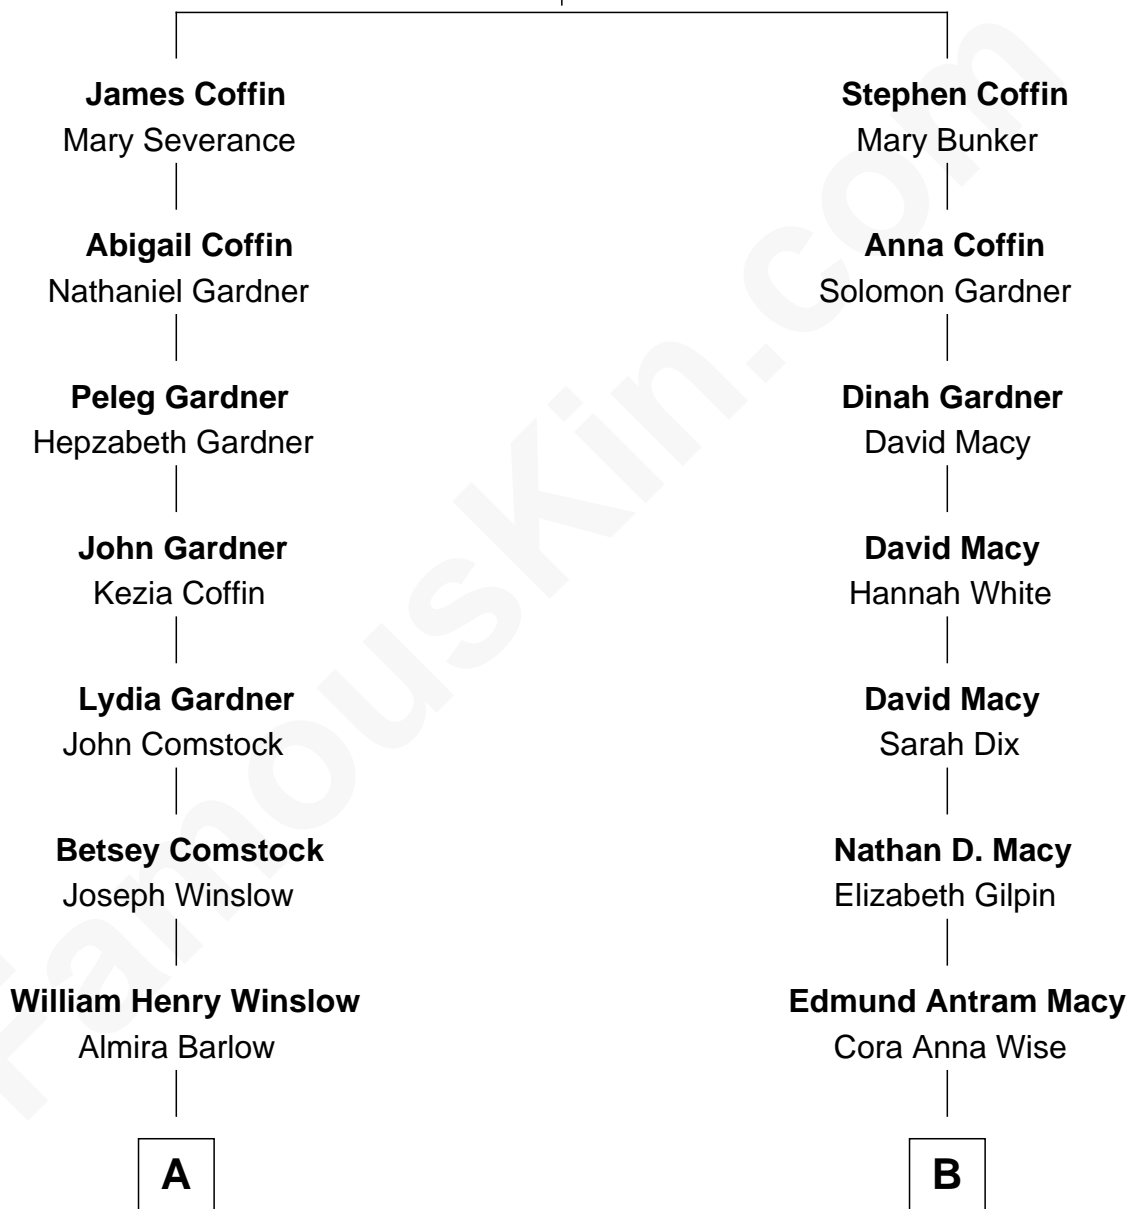 James Coffin
Mary Severance
Abigail Coffin
Nathaniel Gardner
Peleg Gardner
Hepzabeth Gardner
John Gardner
Kezia Coffin
Lydia Gardner
John Comstock
Betsey Comstock
Joseph Winslow
William Henry Winslow
Almira Barlow
A
Stephen Coffin
Mary Bunker
Anna Coffin
Solomon Gardner
Dinah Gardner
David Macy
David Macy
Hannah White
David Macy
Sarah Dix
Nathan D. Macy
Elizabeth Gilpin
Edmund Antram Macy
Cora Anna Wise
B
FamousKin.com